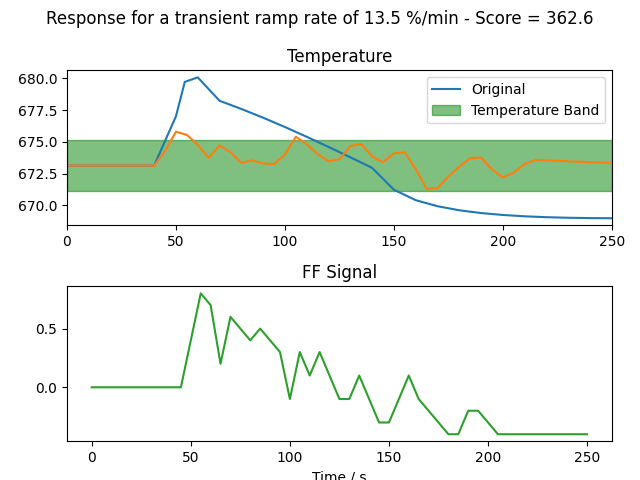 Response for a transient ramp rate of 13.5 %/min - Score = 362.6
Temperature
680.0
677.5
675.0
672.5
670.0
Original
Temperature Band
0 50 100 150 200 250
FF Signal
0.5
0.0
0 50 100 150 200 250
Time / s